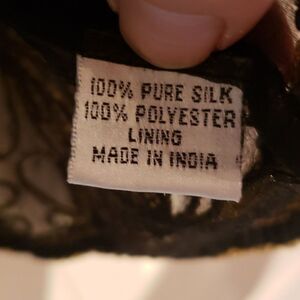 100% PURE SILK
100% POLYESTER
LINING
MADE IN INDIA